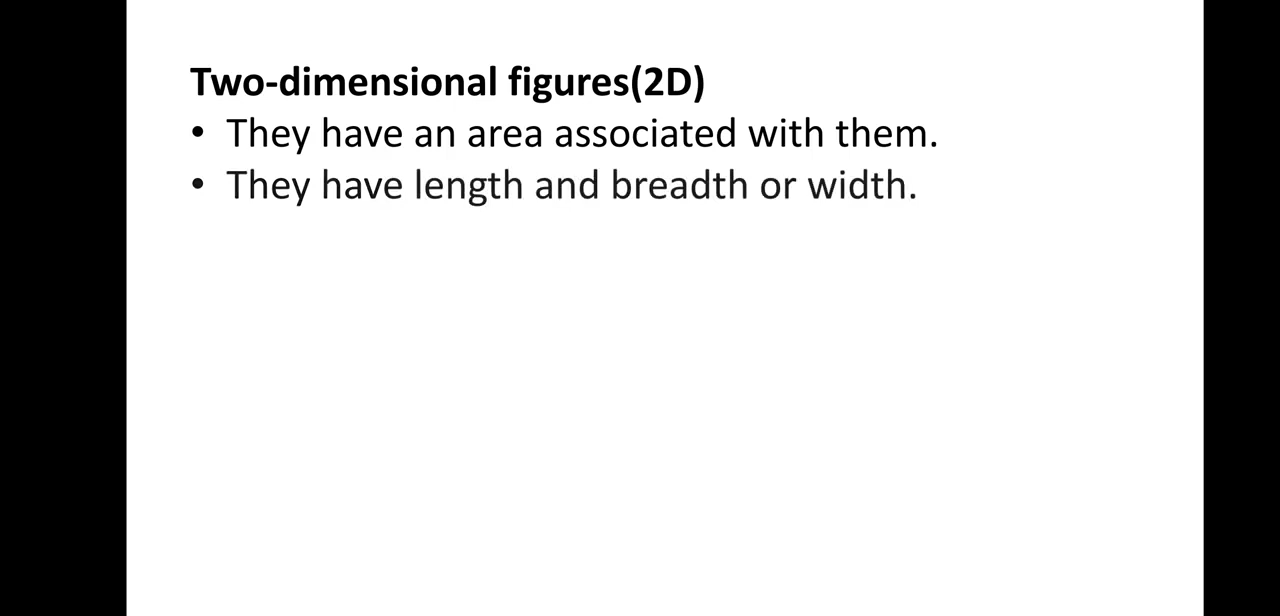 Two-dimensional figures(2D)
• They have an area associated with them.
• They have length and breadth or width.